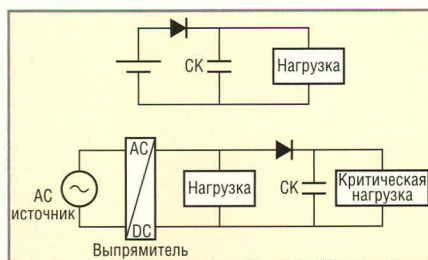 СК
Нагрузка
AC
AC
источник
DC
Выпрямитель
Нагрузка
СК
Критическая
нагрузка